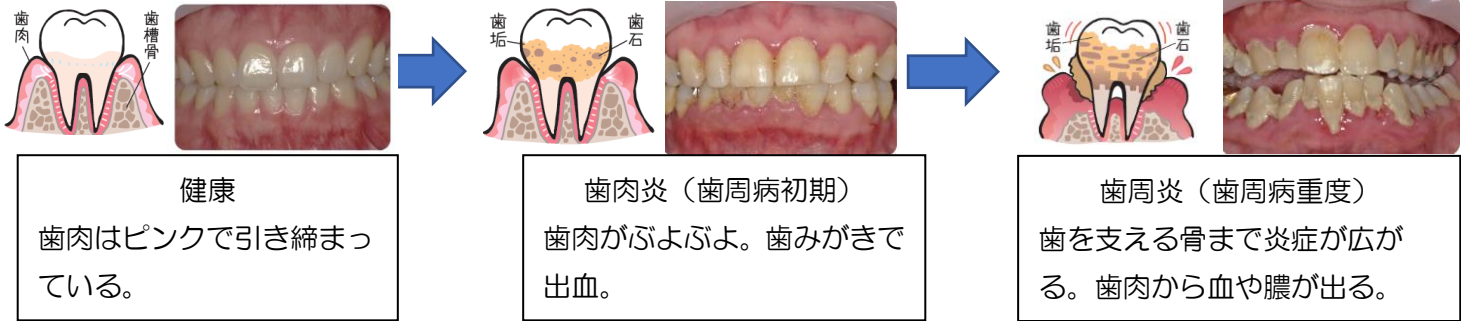 歯肉
歯槽骨
歯垢
歯石
歯垢
歯石
健康
歯肉はピンクで引き締まっ
ている。
歯肉炎（歯周病初期）
歯肉がぶよぶよ。歯みがきで
出血。
歯周炎（歯周病重度）
歯を支える骨まで炎症が広が
る。歯肉から血や膿が出る。